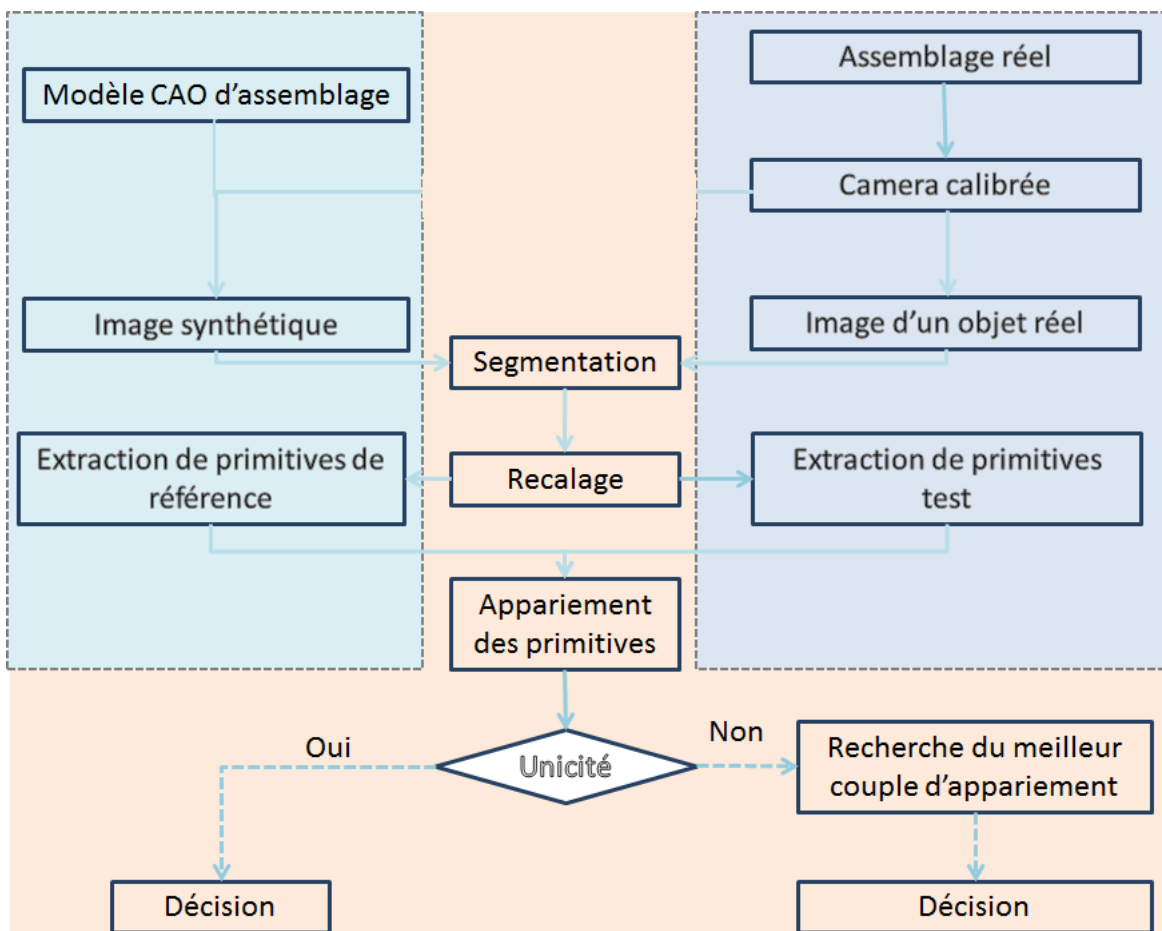 Assemblage réel
Modèle CAO d'assemblage
Camera calibrée
Image synthétique
Image d'un objet réel
Segmentation
Extraction de primitives de
référence
Recalage
Extraction de primitives
test
Appariement
des primitives
Oui
Unicité
Non
Recherche du meilleur
couple d'appariement
Décision
Décision